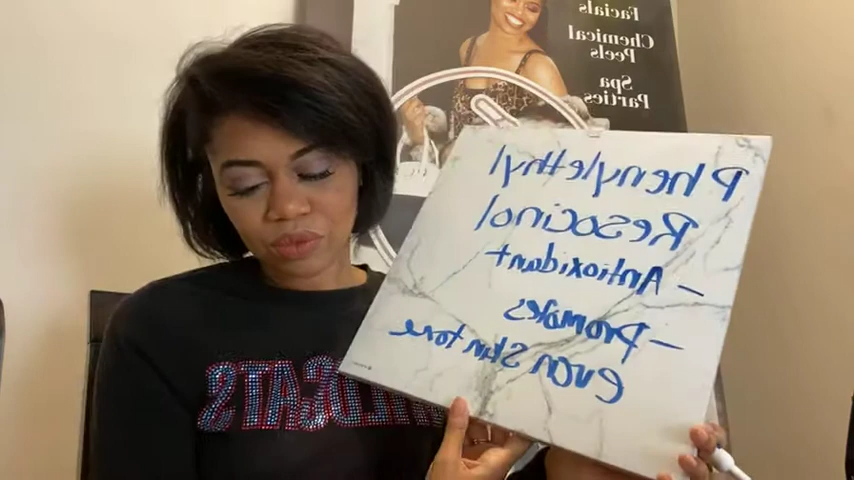 Facials
Chemical
Peels
Spa
Parties
Phenylethyl
Resocinol
- Antioxidant
- Promotes
even skin tone